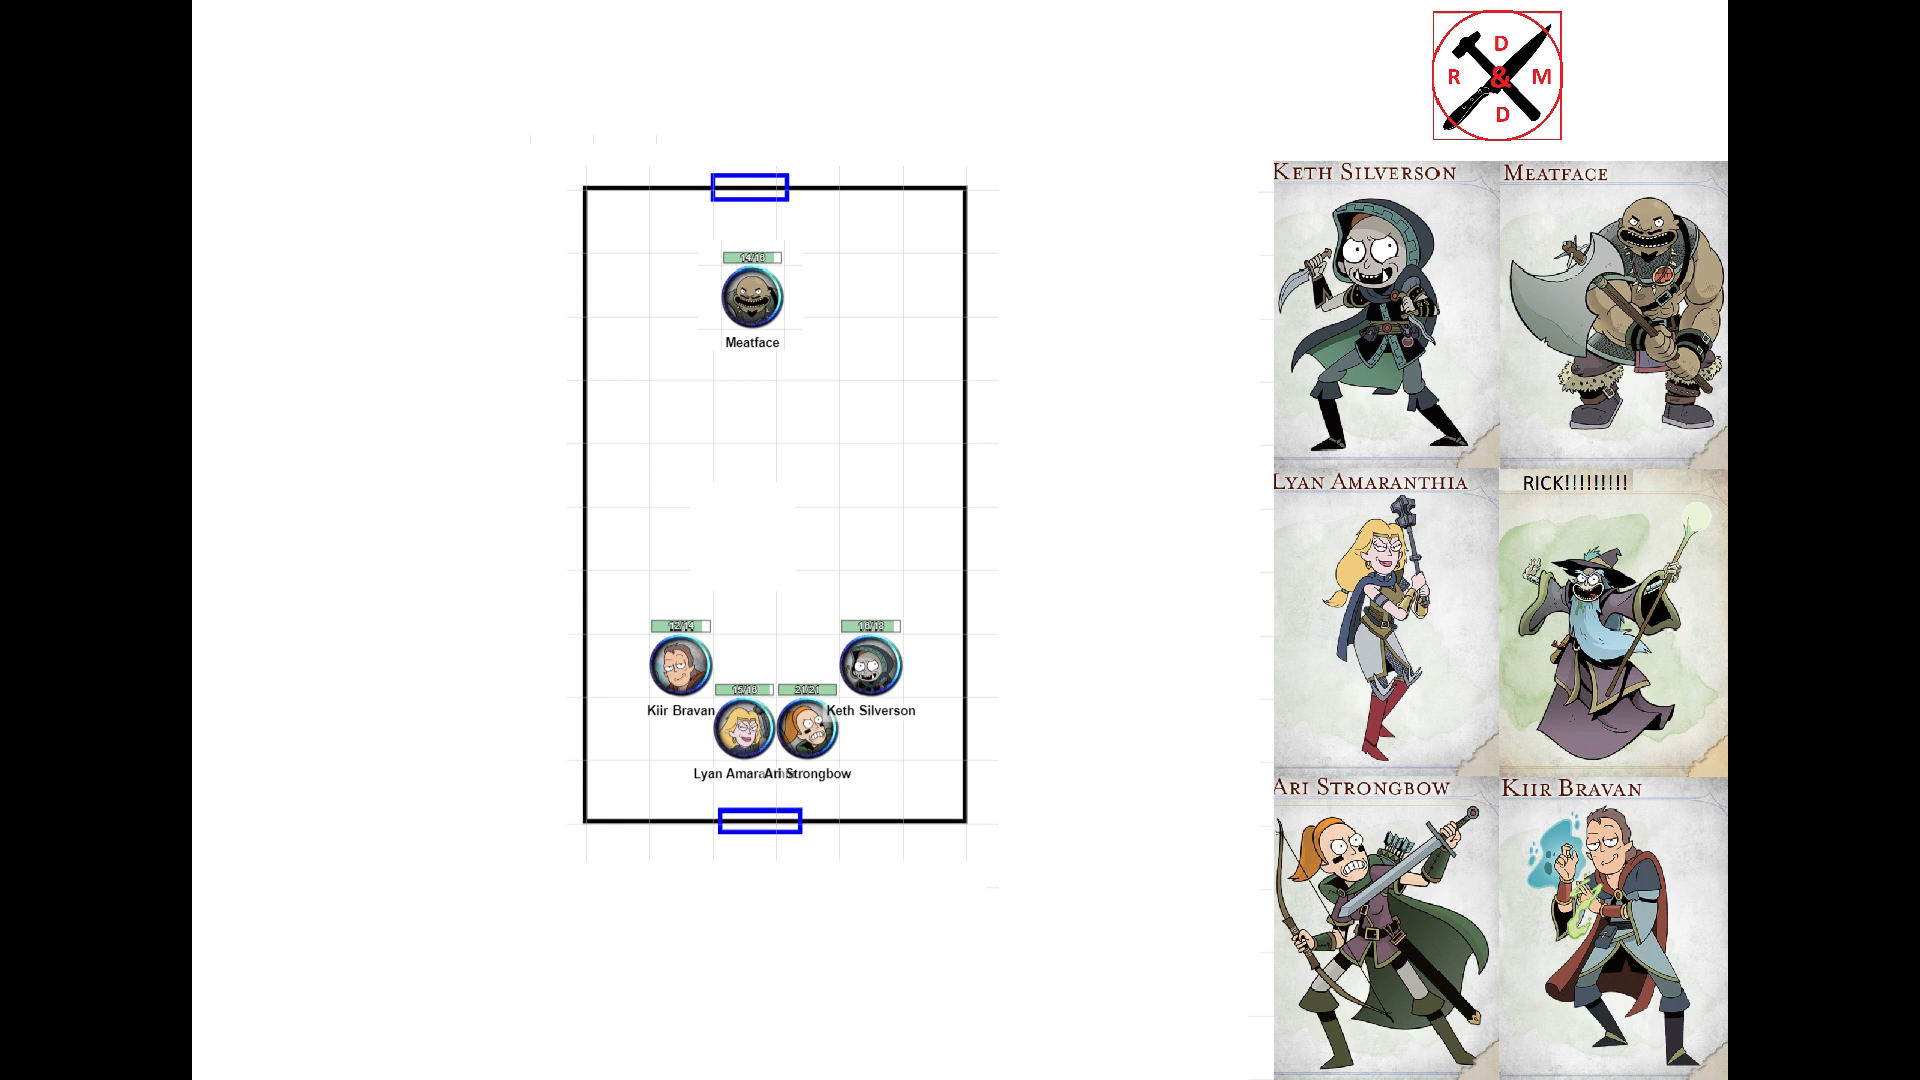 D
R & M
D
KETH SILVERSON
MEATFACE
14/16
Meatface
LYAN AMARANTHIA
RICK!!!!!!!!!
12/14
16/18
Kiir Bravan
15/16
21/21
Keth Silverson
Lyan Amara
Ari Strongbow
ARI STRONGBOW
KIIR BRAVAN